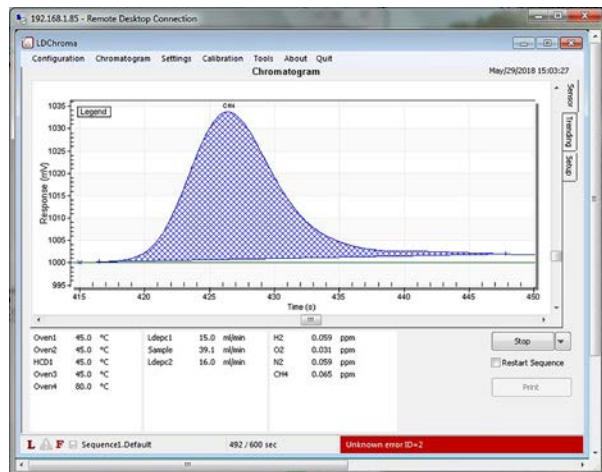 192.168.1.85 - Remote Desktop Connection
LDChroma
Configuration Chromatogram Settings Calibration Tools About Quit
Chromatogram
May/29/2018 15:03:27
Legend
CH4
Response (mV)
1035
1030
1025
1020
1015
1010
1005
1000
995
415 420 425 430 435 440 445 450
Time (s)
Sensor
Trending
Setup
Oven1 45.0 °C Ldepc1 15.0 ml/min H2 0.059 ppm
Oven2 45.0 °C Sample 39.1 ml/min O2 0.031 ppm
HCD1 45.0 °C Ldepc2 16.0 ml/min N2 0.059 ppm
Oven3 45.0 °C CH4 0.065 ppm
Oven4 80.0 °C
Stop
Restart Sequence
Print
L F Sequence1.Default 492 / 600 sec Unknown error ID=2